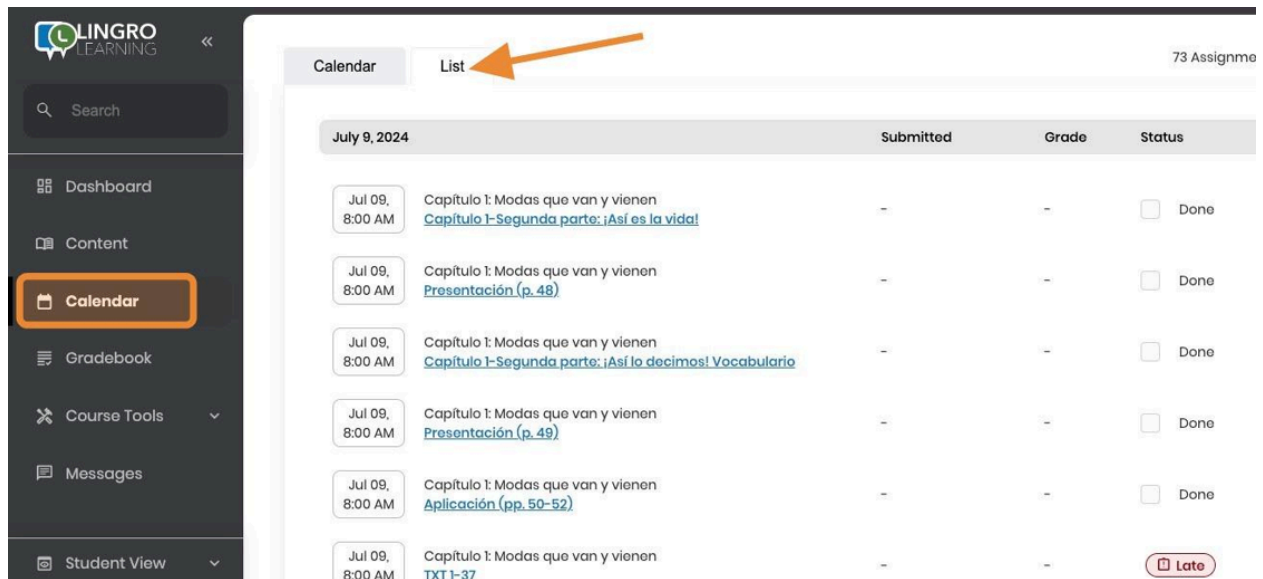 LINGRO
LEARNING
Search
Dashboard
Content
Calendar
Gradebook
Course Tools
Messages
Student View
Calendar List 73 Assignme
July 9, 2024 Submitted Grade Status
Jul 09, Capítulo 1: Modas que van y vienen
8:00 AM Capítulo 1-Segunda parte: ¡Así es la vida! - - Done
Jul 09, Capítulo 1: Modas que van y vienen
8:00 AM Presentación (p. 48) - - Done
Jul 09, Capítulo 1: Modas que van y vienen
8:00 AM Capítulo 1-Segunda parte: ¡Así lo decimos! Vocabulario - - Done
Jul 09, Capítulo 1: Modas que van y vienen
8:00 AM Presentación (p. 49) - - Done
Jul 09, Capítulo 1: Modas que van y vienen
8:00 AM Aplicación (pp. 50-52) - - Done
Jul 09, Capítulo 1: Modas que van y vienen
8:00 AM TXT 1-37 - - Late